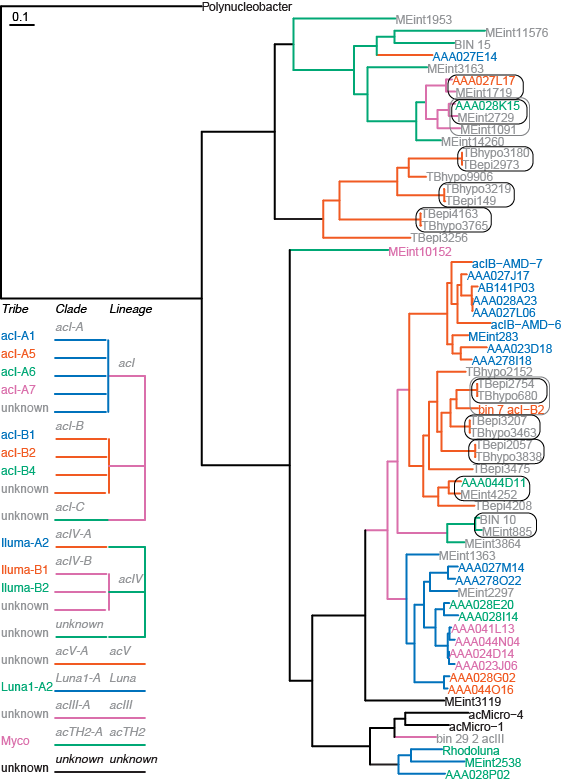 Polynucleobacter
0.1
MEint1953
MEint11576
BIN 15
AAA027E14
MEint3163
AAA027L17
MEint1719
AAA028K15
MEint2729
MEint1091
MEint14260
TBhypo3180
TBepi2973
TBhypo9906
TBhypo3219
TBepi149
TBepi4163
TBhypo3765
TBepi3256
MEint10152
acIB-AMD-7
AAA027J17
AB141P03
AAA028A23
AAA027L06
acIB-AMD-6
MEint283
AAA023D18
AAA278I18
TBhypo2152
TBepi2754
TBhypo680
bin 7 acI-B2
TBepi3207
TBhypo3463
TBepi2057
TBhypo3838
TBepi3475
AAA044D11
MEint4252
TBepi4208
BIN 10
MEint885
MEint3864
MEint1363
AAA027M14
AAA278O22
MEint2297
AAA028E20
AAA028I14
AAA041L13
AAA044N04
AAA024D14
AAA023J06
AAA028G02
AAA044O16
MEint3119
acMicro-4
acMicro-1
bin 29 2 acIII
Rhodoluna
MEint2538
AAA028P02
Tribe Clade Lineage
acI-A
acI-A1
acI
acI-A5
acI-A6
acI-A7
unknown
acI-B
acI-B1
acI-B2
acI-B4
unknown
acI-C
unknown
acIV-A
Iluma-A2
acIV-B
Iluma-B1
acIV
Iluma-B2
unknown
unknown
unknown
acV-A acV
unknown
Luna1-A Luna
Luna1-A2
acIII-A acIII
unknown
acTH2-A acTH2
Myco
unknown unknown
unknown